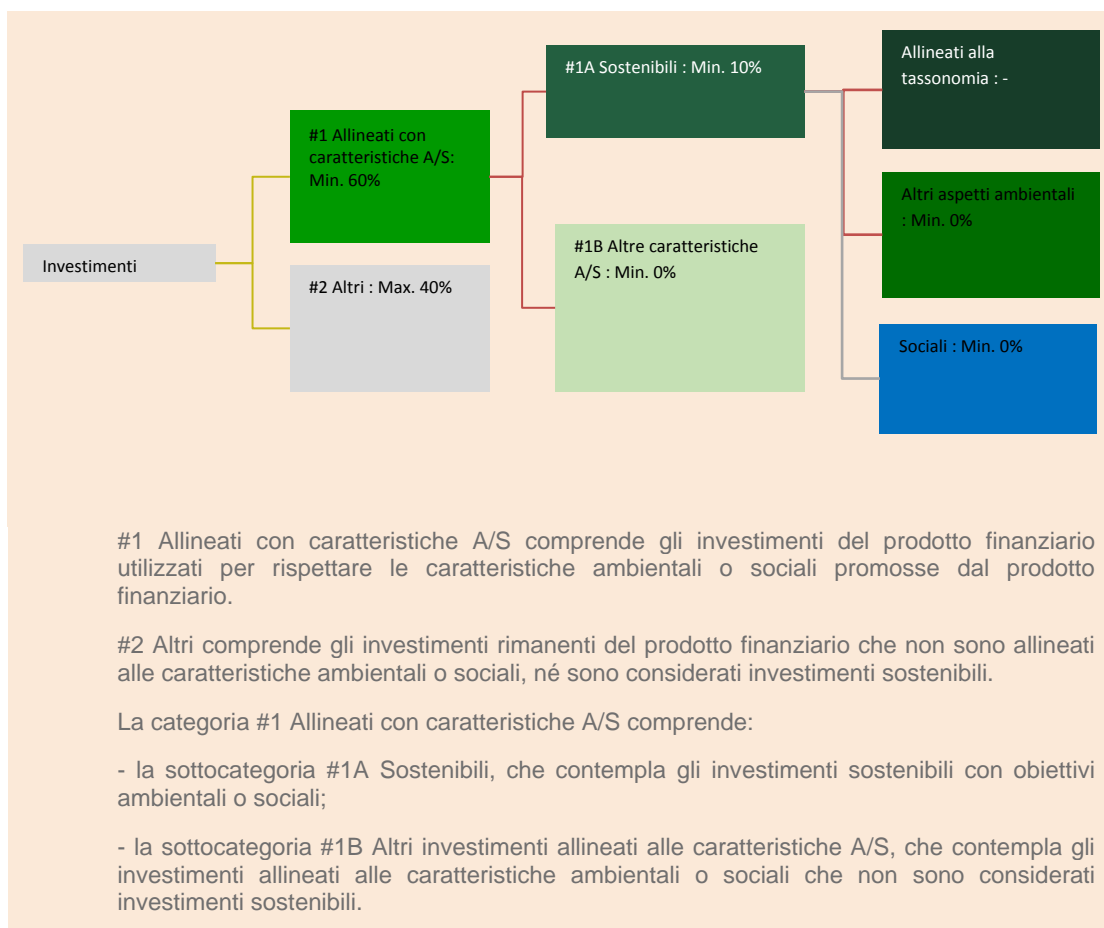 Investimenti
#1 Allineati con
caratteristiche A/S:
Min. 60%
#2 Altri : Max. 40%
#1A Sostenibili : Min. 10%
#1B Altre caratteristiche
A/S : Min. 0%
Allineati alla
tassonomia : -
Altri aspetti ambientali
: Min. 0%
Sociali : Min. 0%
#1 Allineati con caratteristiche A/S comprende gli investimenti del prodotto finanziario
utilizzati per rispettare le caratteristiche ambientali o sociali promosse dal prodotto
finanziario.
#2 Altri comprende gli investimenti rimanenti del prodotto finanziario che non sono allineati
alle caratteristiche ambientali o sociali, né sono considerati investimenti sostenibili.
La categoria #1 Allineati con caratteristiche A/S comprende:
- la sottocategoria #1A Sostenibili, che contempla gli investimenti sostenibili con obiettivi
ambientali o sociali;
- la sottocategoria #1B Altri investimenti allineati alle caratteristiche A/S, che contempla gli
investimenti allineati alle caratteristiche ambientali o sociali che non sono considerati
investimenti sostenibili.